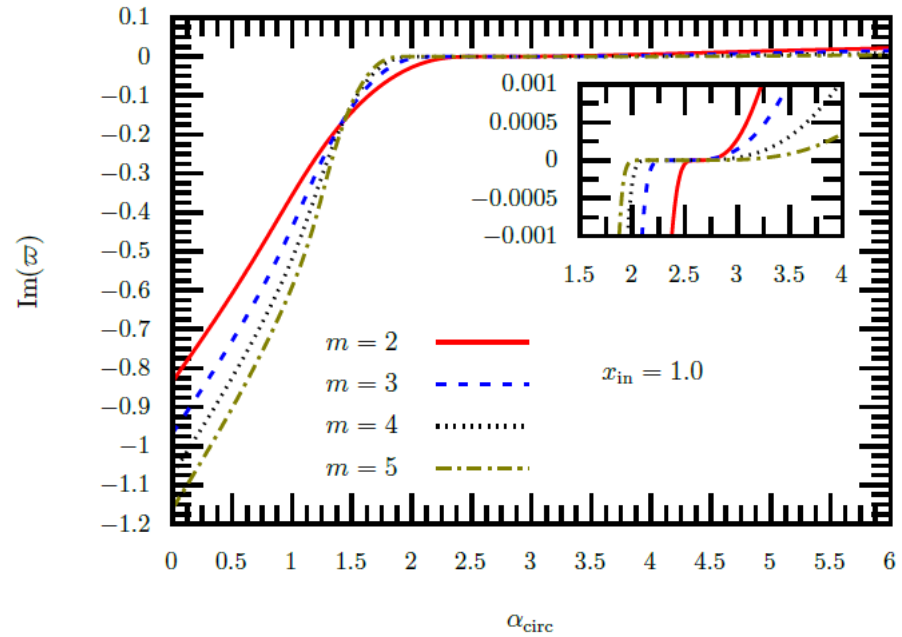 0.1
0
−0.1
−0.2
−0.3
−0.4
−0.5
−0.6
−0.7
−0.8
−0.9
−1
−1.1
−1.2
Im(ϖ)
0.001
0.0005
0
−0.0005
−0.001
1.5 2 2.5 3 3.5 4
m = 2
m = 3
m = 4
m = 5
x_in = 1.0
0 0.5 1 1.5 2 2.5 3 3.5 4 4.5 5 5.5 6
α_circ